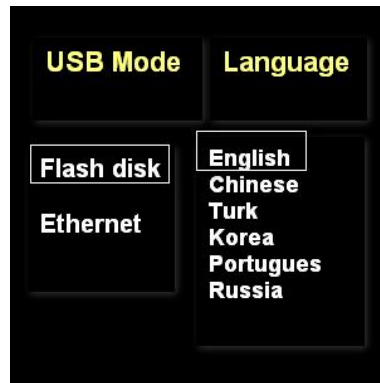 USB Mode
Language
Flash disk
Ethernet
English
Chinese
Turk
Korea
Portugues
Russia